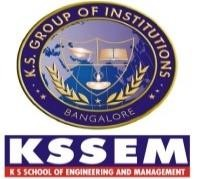 K.S. GROUP OF INSTITUTIONS
BANGALORE
KSSEM
K S SCHOOL OF ENGINEERING AND MANAGEMENT